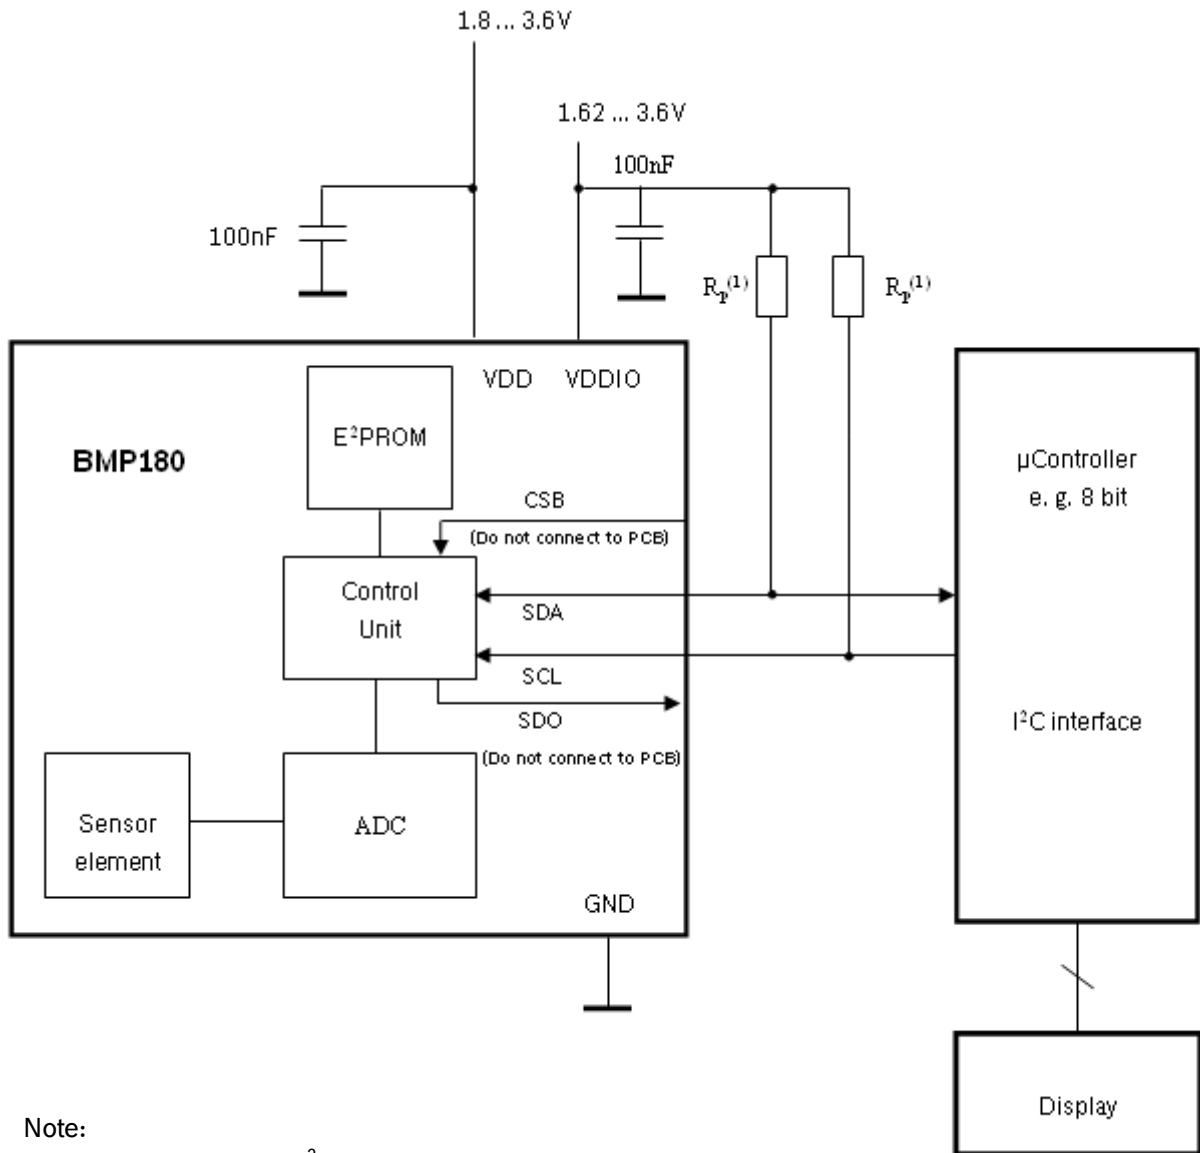 1.8 ... 3.6V
1.62 ... 3.6V
100nF
100nF
Rp(1)
Rp(1)
VDD
VDDIO
E²PROM
BMP180
µController
e. g. 8 bit
CSB
(Do not connect to PCB)
Control
Unit
SDA
SCL
SDO
(Do not connect to PCB)
I²C interface
Sensor
element
ADC
GND
Display
Note:
2